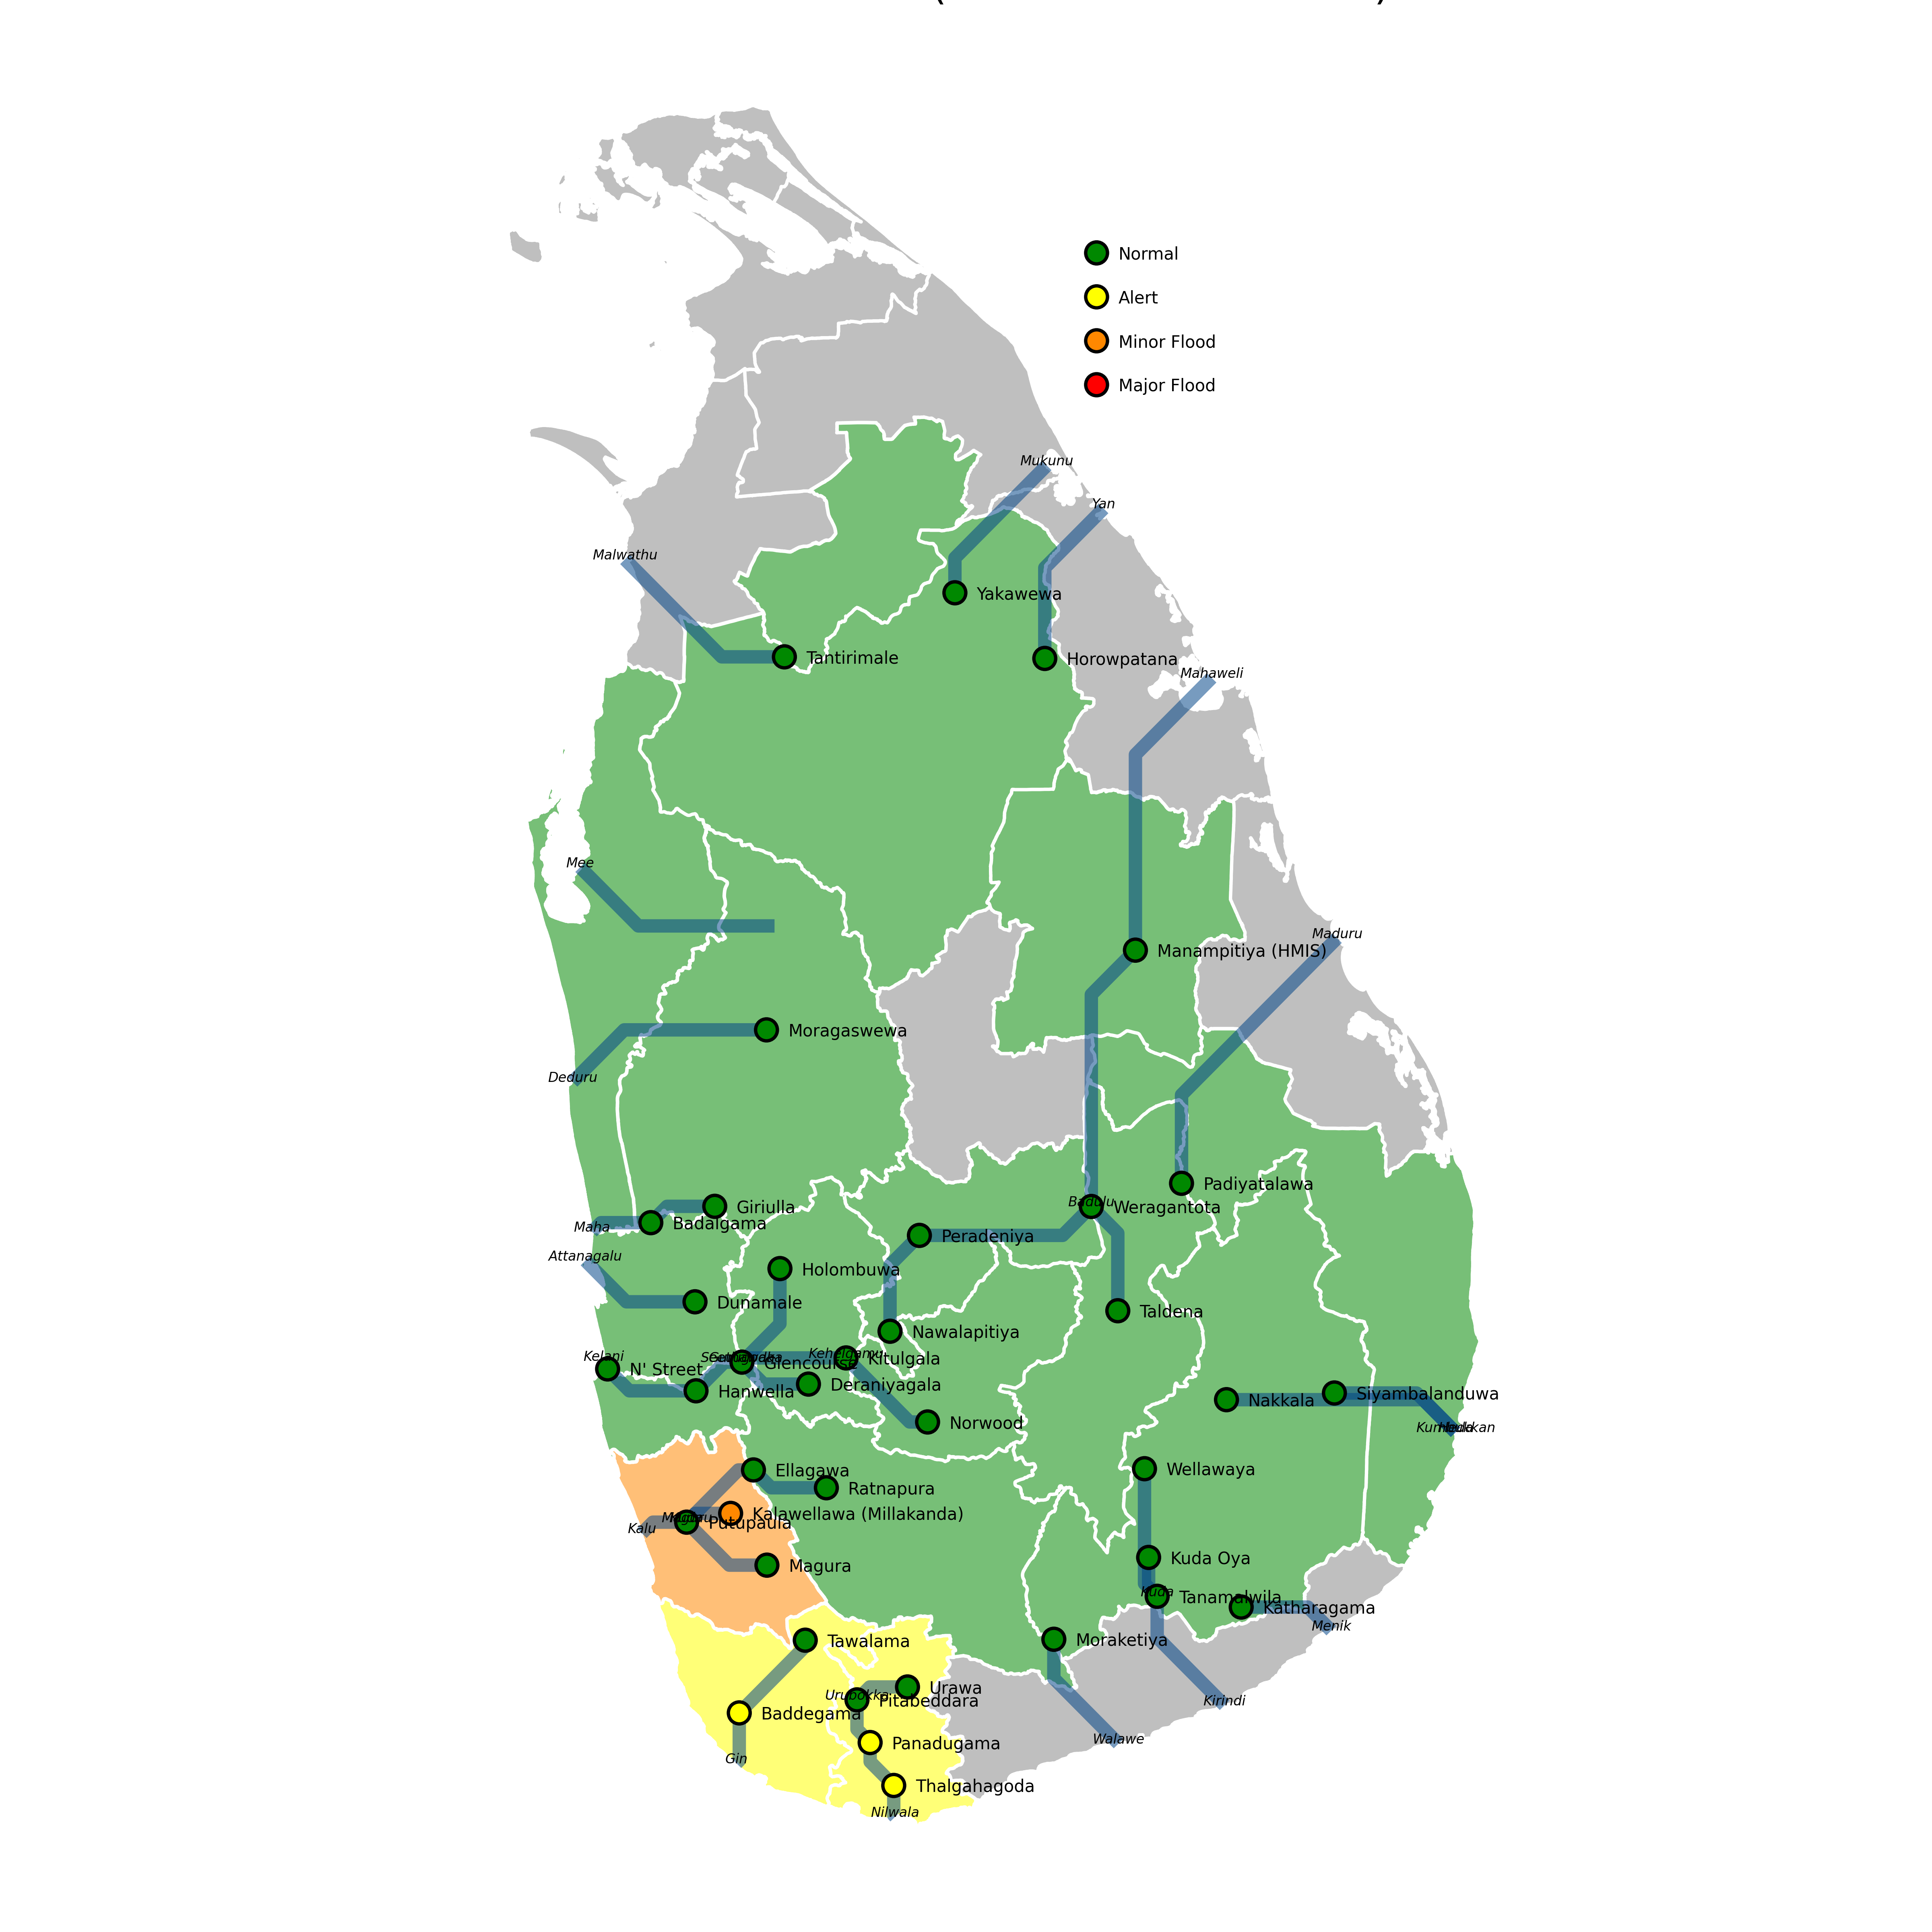 Normal
Alert
Minor Flood
Major Flood
Mukunu
Yan
Malwathu
Yakawewa
Tantirimale
Horowpatana
Mahaweli
Mee
Maduru
Manampitiya (HMIS)
Moragaswewa
Deduru
Padiyatalawa
Badulu
Weragantota
Giriulla
Badalgama
Maha
Peradeniya
Attanagalu
Holombuwa
Dunamale
Taldena
Nawalapitiya
Kelani
Kehelgamu
Glencourse
Kitulgala
N' Street
Deraniyagala
Hanwella
Siyambalanduwa
Nakkala
Norwood
Wellawaya
Ellagawa
Ratnapura
Kalawellawa (Millakanda)
Putupaula
Kalu
Kuda Oya
Magura
Kuda
Tanamalwila
Katharagama
Menik
Tawalama
Moraketiya
Urawa
Urubokka
Pitabeddara
Kirindi
Baddegama
Panadugama
Walawe
Gin
Thalgahagoda
Nilwala